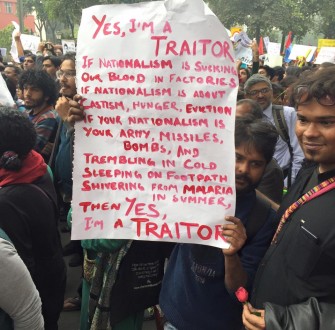 YES, I'M A
TRAITOR
IF NATIONALISM IS SUCKING
OUR BLOOD IN FACTORIES
IF NATIONALISM IS ABOUT
CASTISM, HUNGER, EVICTION
IF YOUR NATIONALISM IS
YOUR ARMY, MISSILES,
BOMBS, AND
TREMBLING IN COLD
SLEEPING ON FOOTPATH
SHIVERING FROM MALARIA
IN SUMMER,
THEN YES,
I'M A TRAITOR